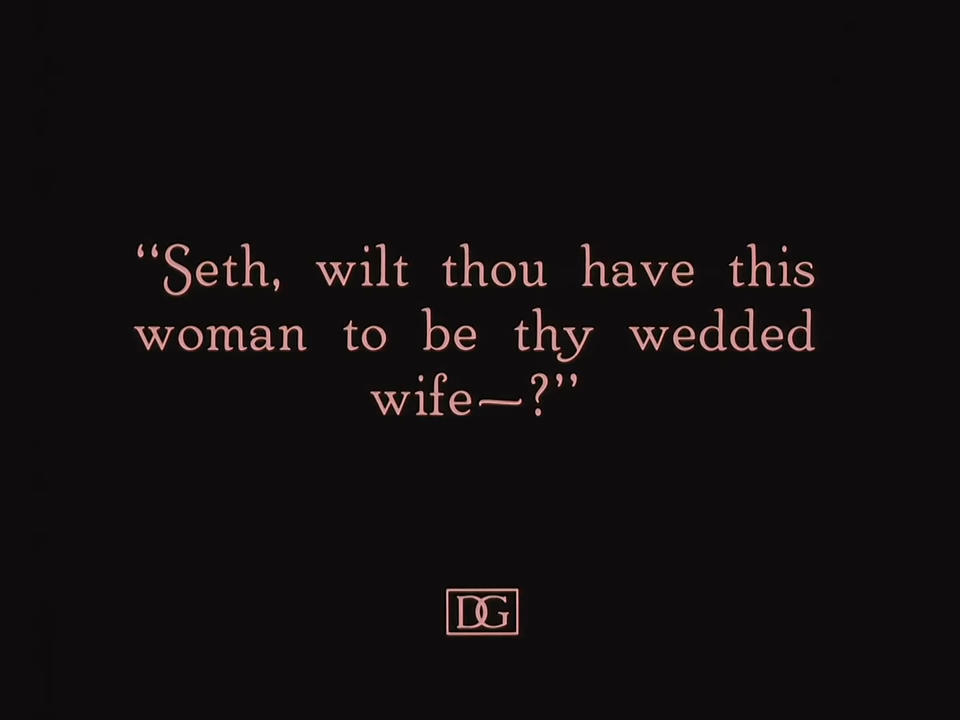 “Seth, wilt thou have this
woman to be thy wedded
wife—?”
DG